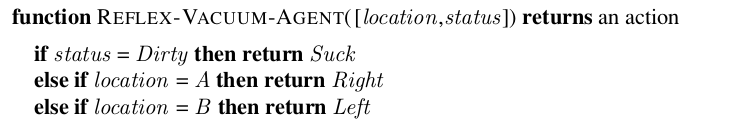 function REFLEX-VACUUM-AGENT([location,status]) returns an action
if status = Dirty then return Suck
else if location = A then return Right
else if location = B then return Left